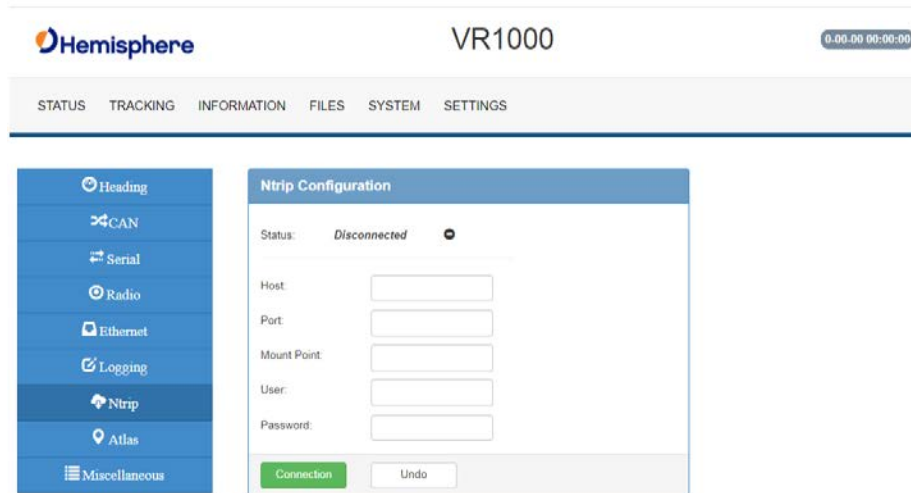 Hemisphere
VR1000
0-00-00 00:00:00
STATUS TRACKING INFORMATION FILES SYSTEM SETTINGS
Heading
CAN
Serial
Radio
Ethernet
Logging
Ntrip
Atlas
Miscellaneous
Ntrip Configuration
Status: Disconnected
Host:
Port:
Mount Point:
User:
Password:
Connection Undo